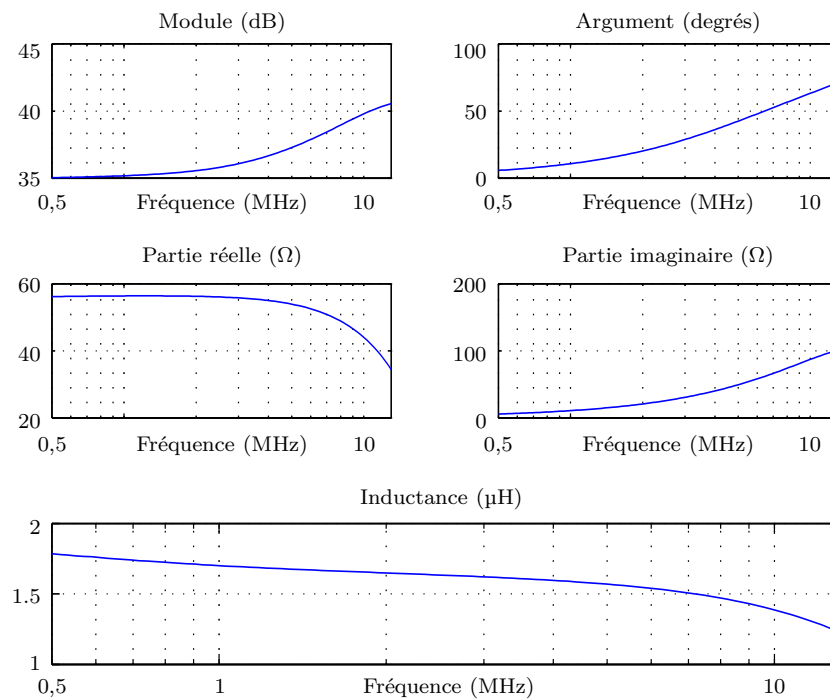 Module (dB)
45
40
35
0,5 Fréquence (MHz) 10
Argument (degrés)
100
50
0
0,5 Fréquence (MHz) 10
Partie réelle (Ω)
60
40
20
0,5 Fréquence (MHz) 10
Partie imaginaire (Ω)
200
100
0
0,5 Fréquence (MHz) 10
Inductance (µH)
2
1.5
1
0,5 1 Fréquence (MHz) 10